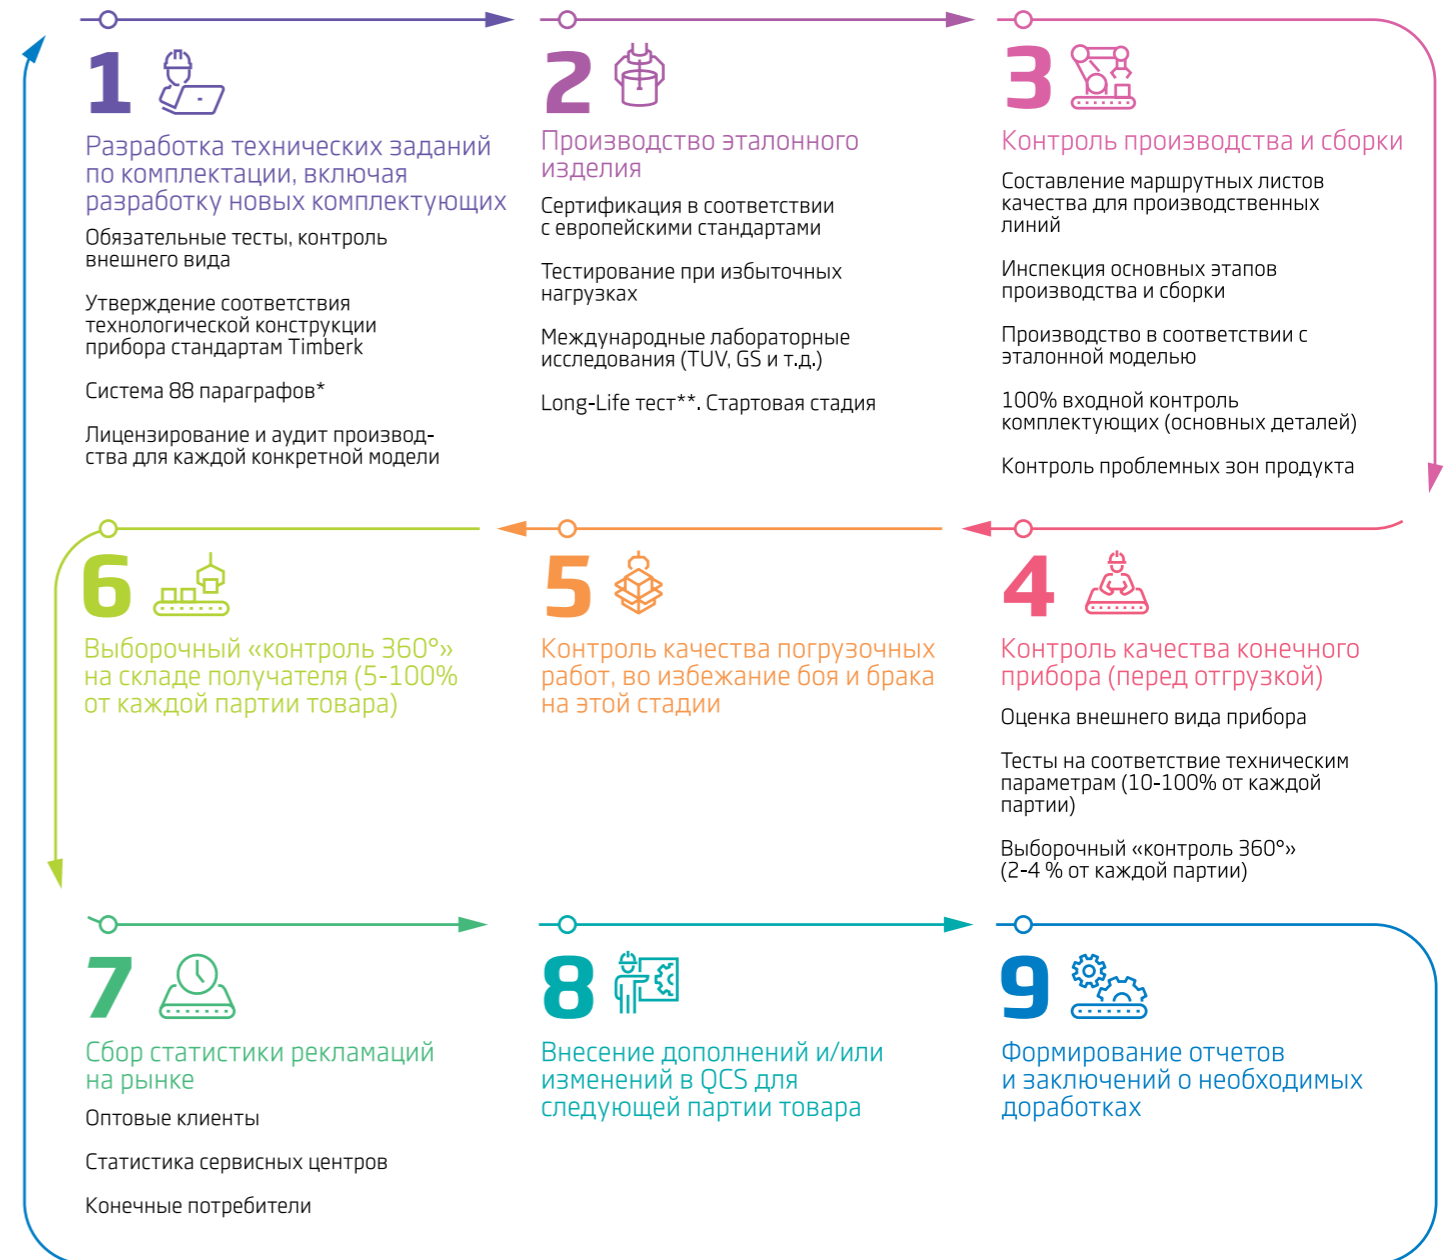 1
Разработка технических заданий
по комплектации, включая
разработку новых комплектующих
Обязательные тесты, контроль
внешнего вида
Утверждение соответствия
технологической конструкции
прибора стандартам Timberk
Система 88 параграфов*
Лицензирование и аудит производ-
ства для каждой конкретной модели
2
Производство эталонного
изделия
Сертификация в соответствии
с европейскими стандартами
Тестирование при избыточных
нагрузках
Международные лабораторные
исследования (TUV, GS и т.д.)
Long-Life тест**. Стартовая стадия
3
Контроль производства и сборки
Составление маршрутных листов
качества для производственных
линий
Инспекция основных этапов
производства и сборки
Производство в соответствии с
эталонной моделью
100% входной контроль
комплектующих (основных деталей)
Контроль проблемных зон продукта
4
Контроль качества конечного
прибора (перед отгрузкой)
Оценка внешнего вида прибора
Тесты на соответствие техническим
параметрам (10-100% от каждой
партии)
Выборочный «контроль 360°»
(2-4 % от каждой партии)
5
Контроль качества погрузочных
работ, во избежание боя и брака
на этой стадии
6
Выборочный «контроль 360°»
на складе получателя (5-100%
от каждой партии товара)
7
Сбор статистики рекламаций
на рынке
Оптовые клиенты
Статистика сервисных центров
Конечные потребители
8
Внесение дополнений и/или
изменений в QCS для
следующей партии товара
9
Формирование отчетов
и заключений о необходимых
доработках